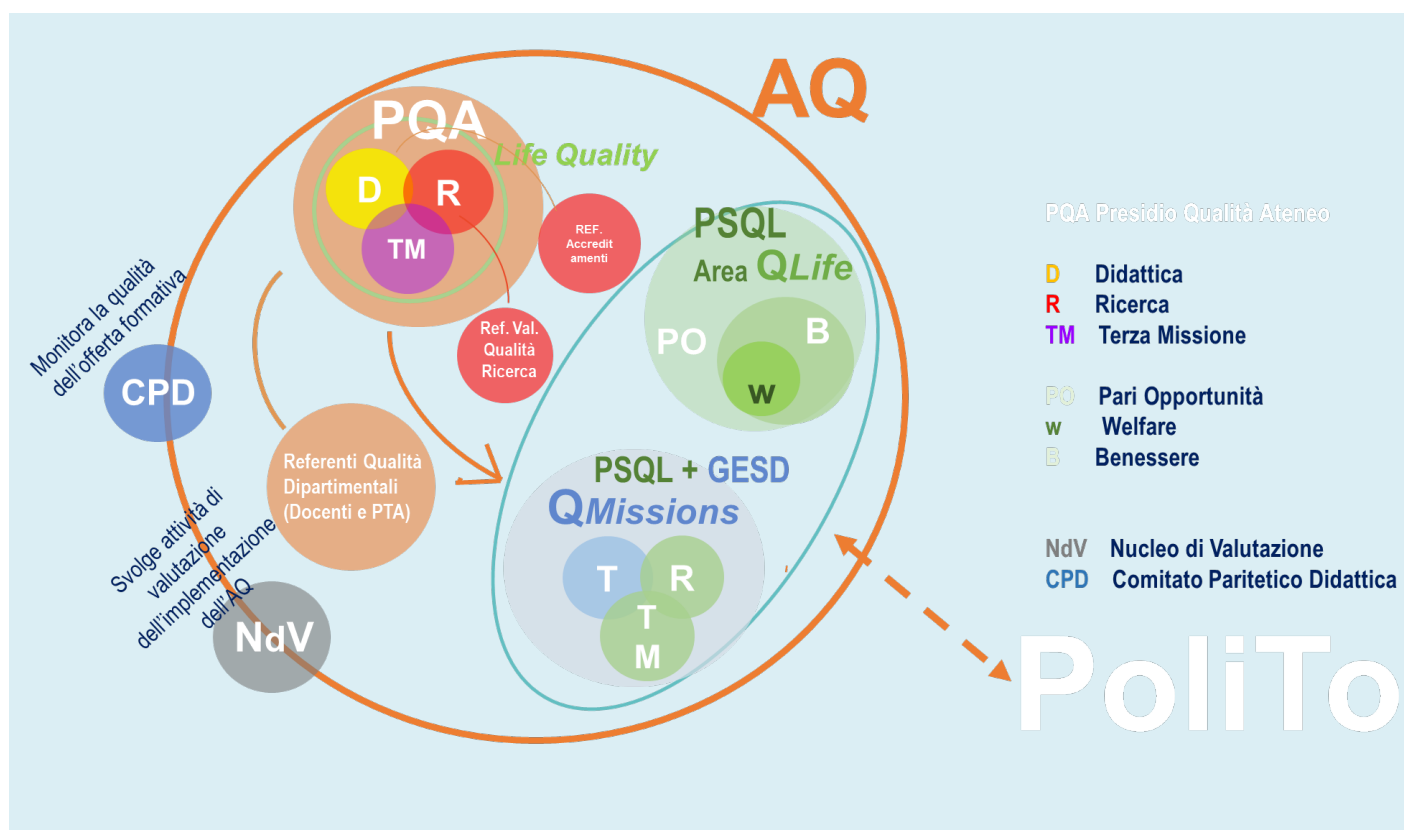 AQ
PQA
Life Quality
D
R
TM
REF.
Accredit
amenti
Ref. Val.
Qualità
Ricerca
Monitora la qualità
dell'offerta formativa
CPD
Referenti Qualità
Dipartimentali
(Docenti e PTA)
Svolge attività di
valutazione
dell'implementazione
dell'AQ
NdV
PSQL
Area QLife
PO
B
w
PSQL + GESD
QMissions
T
R
T
M
PQA Presidio Qualità Ateneo
D Didattica
R Ricerca
TM Terza Missione
PO Pari Opportunità
w Welfare
B Benessere
NdV Nucleo di Valutazione
CPD Comitato Paritetico Didattica
PoliTo